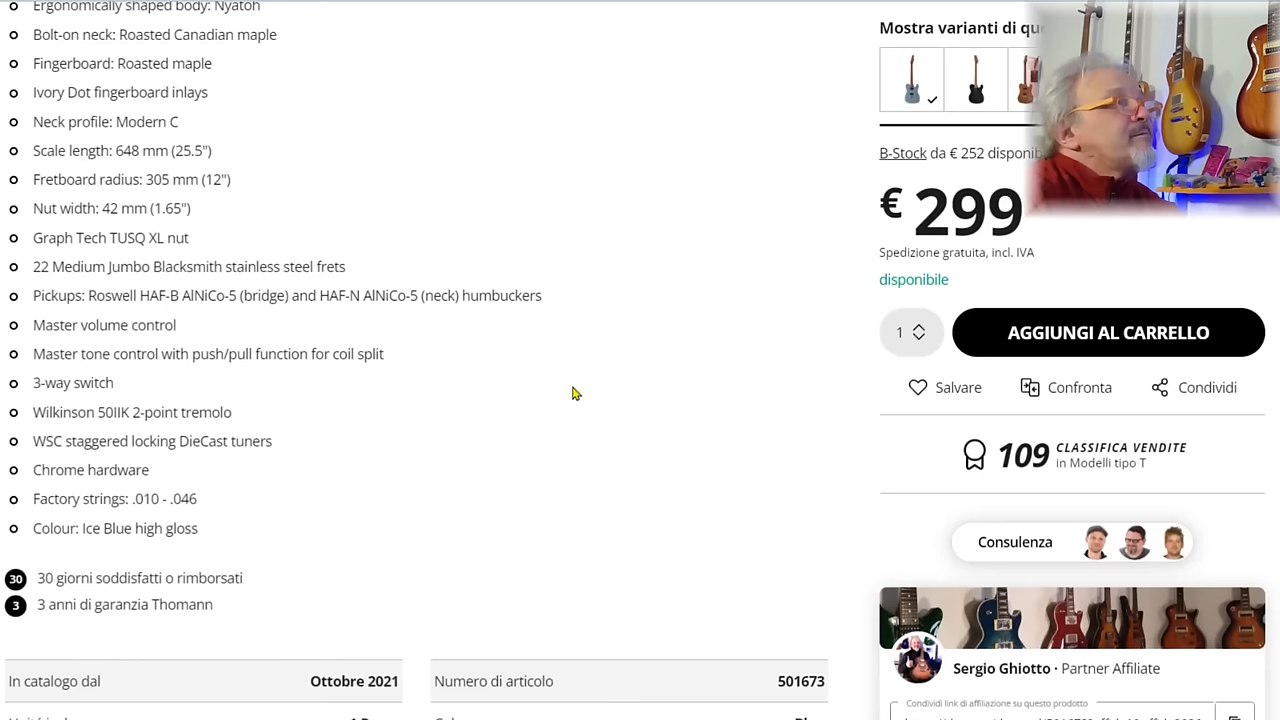 Ergonomically shaped body: Nyatoh
Bolt-on neck: Roasted Canadian maple
Fingerboard: Roasted maple
Ivory Dot fingerboard inlays
Neck profile: Modern C
Scale length: 648 mm (25.5")
Fretboard radius: 305 mm (12")
Nut width: 42 mm (1.65")
Graph Tech TUSQ XL nut
22 Medium Jumbo Blacksmith stainless steel frets
Pickups: Roswell HAF-B AlNiCo-5 (bridge) and HAF-N AlNiCo-5 (neck) humbuckers
Master volume control
Master tone control with push/pull function for coil split
3-way switch
Wilkinson 50IIK 2-point tremolo
WSC staggered locking DieCast tuners
Chrome hardware
Factory strings: .010 - .046
Colour: Ice Blue high gloss
30 30 giorni soddisfatti o rimborsati
3 3 anni di garanzia Thomann
In catalogo dal Ottobre 2021
Numero di articolo 501673
Mostra varianti di
B-Stock da € 252
€ 299
Spedizione gratuita, incl. IVA
disponibile
1 AGGIUNGI AL CARRELLO
Salvare Confronta Condividi
109 CLASSIFICA VENDITE
in Modelli tipo T
Consulenza
Sergio Ghiotto · Partner Affiliate
Condividi link di affiliazione su questo prodotto